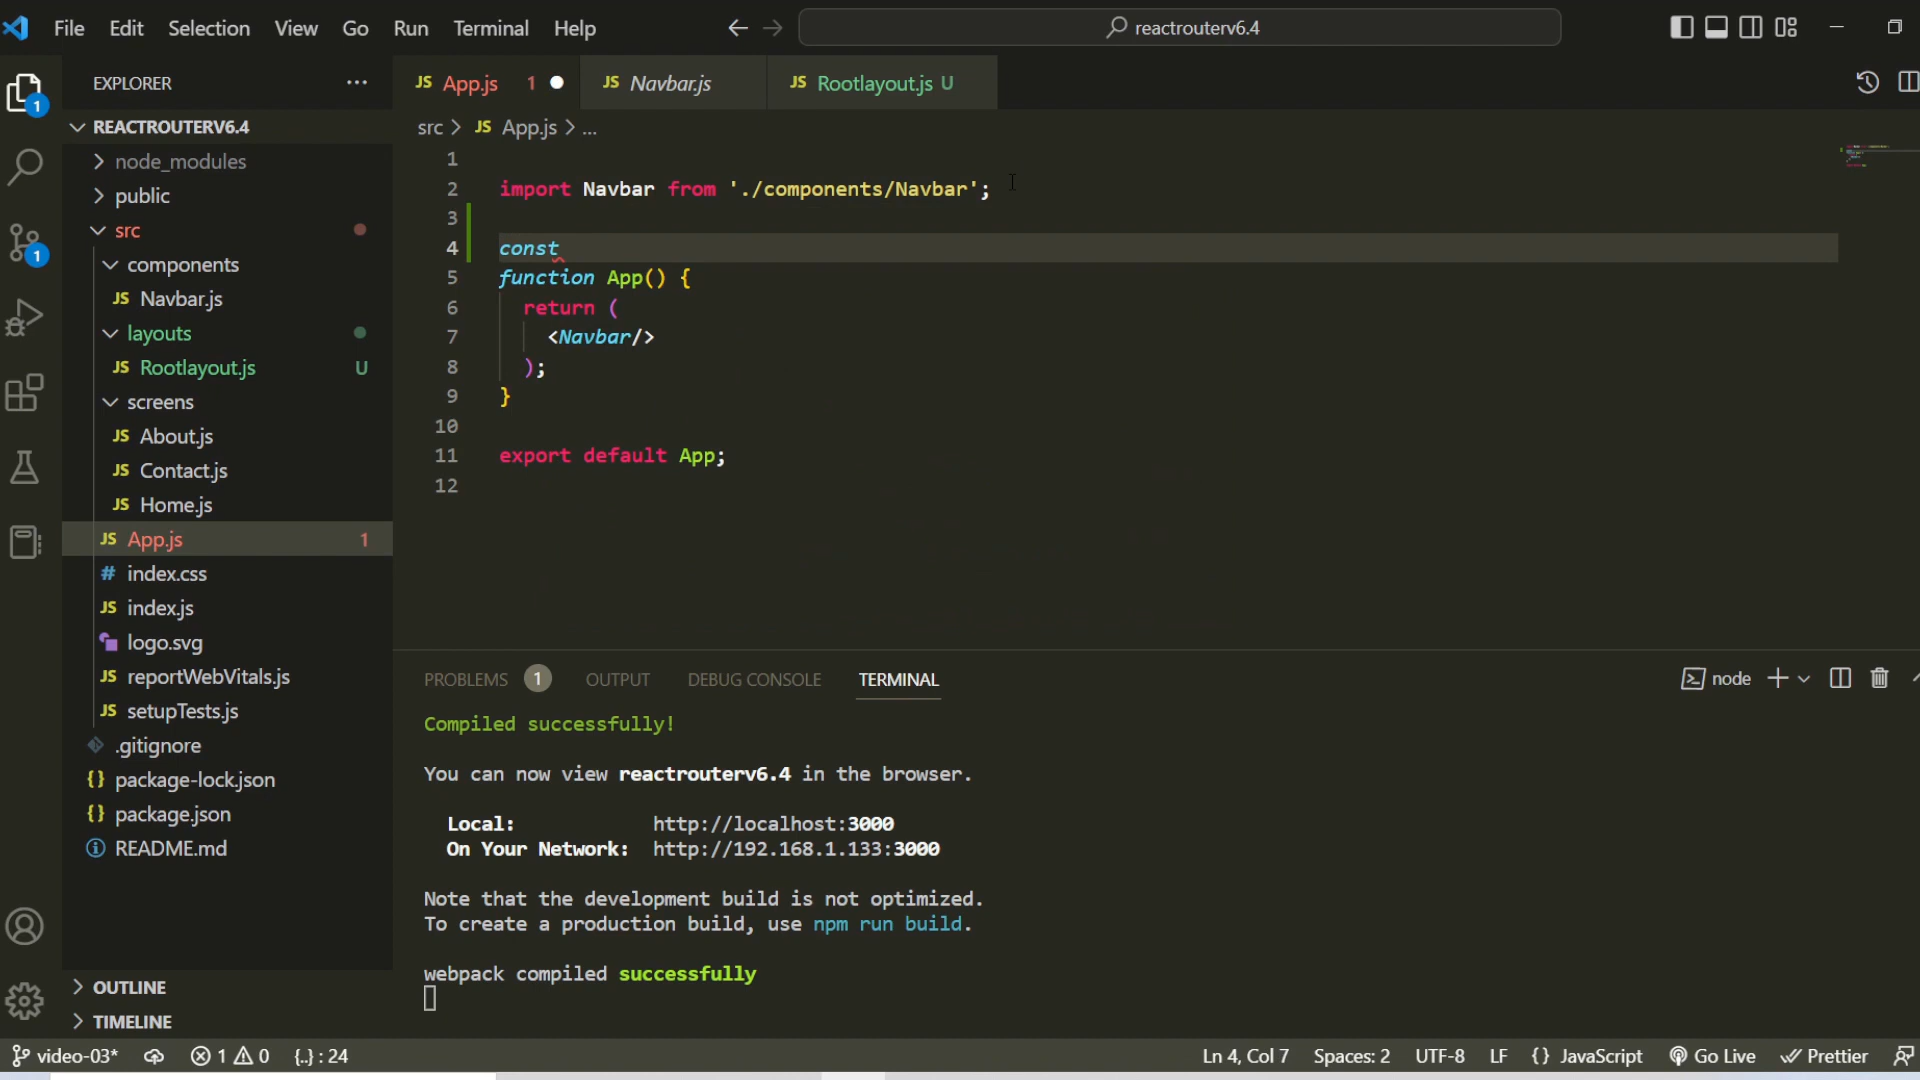 File Edit Selection View Go Run Terminal Help
reactrouterv6.4
1
EXPLORER
JS App.js 1
JS Navbar.js
JS Rootlayout.js U
REACTROUTERV6.4
node_modules
public
src
components
JS Navbar.js
layouts
JS Rootlayout.js U
screens
JS About.js
JS Contact.js
JS Home.js
JS App.js 1
# index.css
JS index.js
logo.svg
JS reportWebVitals.js
JS setupTests.js
.gitignore
{} package-lock.json
{} package.json
README.md
OUTLINE
TIMELINE
1
src > JS App.js > ...
1
2 import Navbar from './components/Navbar';
3
4 const
5 function App() {
6 return (
7 <Navbar/>
8 );
9 }
10
11 export default App;
12
PROBLEMS 1 OUTPUT DEBUG CONSOLE TERMINAL
node
Compiled successfully!
You can now view reactrouterv6.4 in the browser.
Local: http://localhost:3000
On Your Network: http://192.168.1.133:3000
Note that the development build is not optimized.
To create a production build, use npm run build.
webpack compiled successfully
video-03* 1 0 {..} : 24 Ln 4, Col 7 Spaces: 2 UTF-8 LF {} JavaScript Go Live Prettier